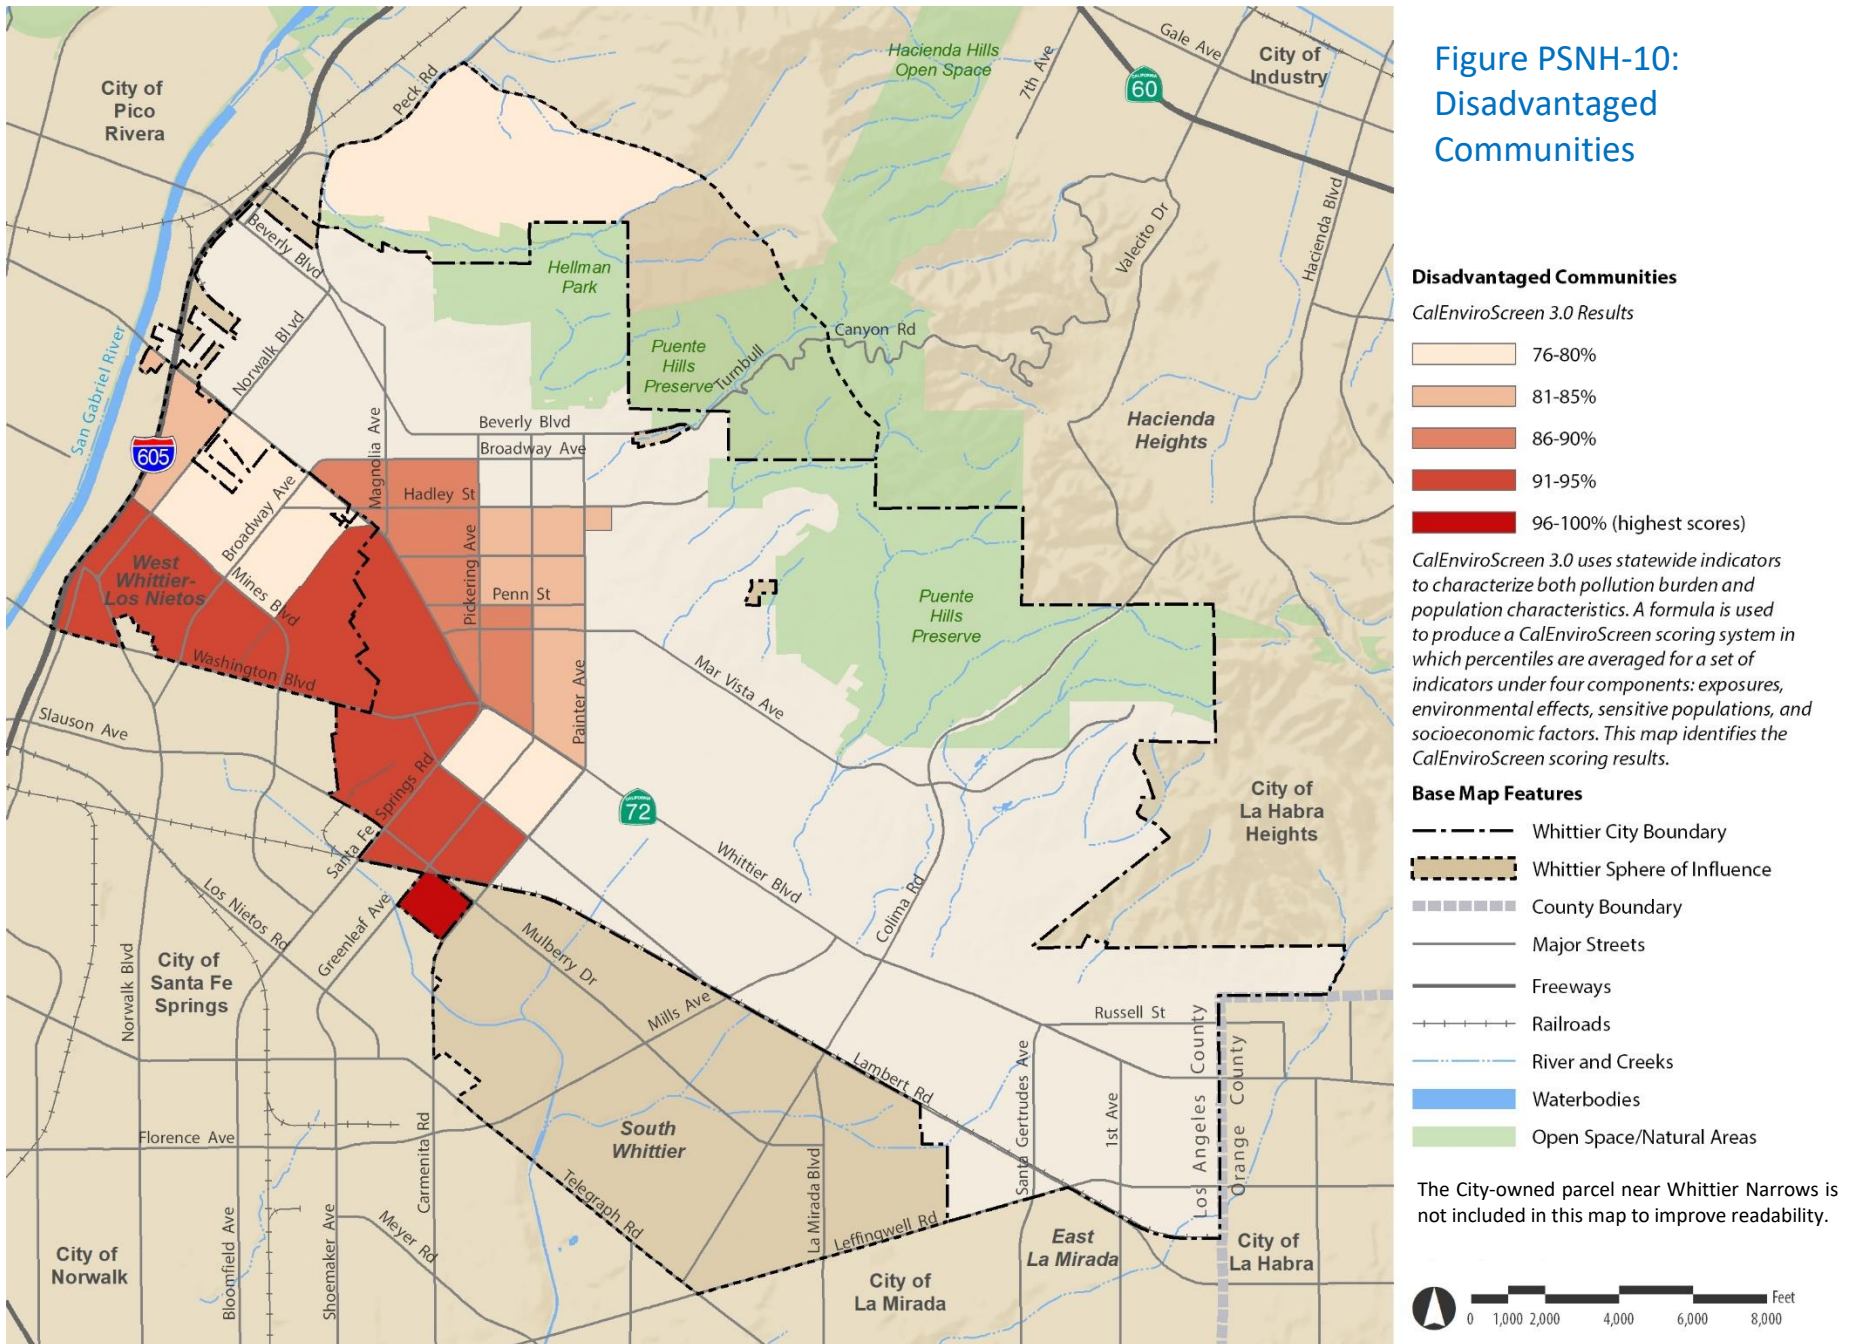 Figure PSNH-10:
Disadvantaged
Communities
City of
Pico
Rivera
Peck Rd
Hacienda Hills
Open Space
7th Ave
CALIFORNIA
60
Gale Ave
City of
Industry
Hacienda Blvd
Valecito Dr
Beverly Blvd
Hellman
Park
Canyon Rd
Puente
Hills
Preserve
Turnbull
San Gabriel River
Norwalk Bl vd
Magnolia Ave
Beverly Blvd
Broadway Ave
Hacienda
Heights
605
Hadley St
Broadway Ave
Pickering Ave
West
Whittier-
Los Nietos
Mines Blvd
Penn St
Puente
Hills
Preserve
Washington Blvd
Painter Ave
Mar Vista Ave
Slauson Ave
Santa Fe Springs Rd
CALIFORNIA
72
City of
La Habra
Heights
Whittier Blvd
Colima Rd
Los Nietos Rd
Greenleaf Ave
Mulberry Dr
City of
Santa Fe
Springs
Norwalk Blvd
Mills Ave
Russell St
Lambert Rd
Santa Gertrudes Ave
1st Ave
Los Angeles County
Orange County
Florence Ave
South
Whittier
Carmenita Rd
Telegraph Rd
La Mirada Blvd
Leffingwell Rd
Bloomfield Ave
Shoemaker Ave
Meyer Rd
City of
Norwalk
East
La Mirada
City of
La Habra
City of
La Mirada
Disadvantaged Communities
CalEnviroScreen 3.0 Results
76-80%
81-85%
86-90%
91-95%
96-100% (highest scores)
CalEnviroScreen 3.0 uses statewide indicators
to characterize both pollution burden and
population characteristics. A formula is used
to produce a CalEnviroScreen scoring system in
which percentiles are averaged for a set of
indicators under four components: exposures,
environmental effects, sensitive populations, and
socioeconomic factors. This map identifies the
CalEnviroScreen scoring results.
Base Map Features
Whittier City Boundary
Whittier Sphere of Influence
County Boundary
Major Streets
Freeways
Railroads
River and Creeks
Waterbodies
Open Space/Natural Areas
The City-owned parcel near Whittier Narrows is
not included in this map to improve readability.
Feet
0 1,000 2,000 4,000 6,000 8,000